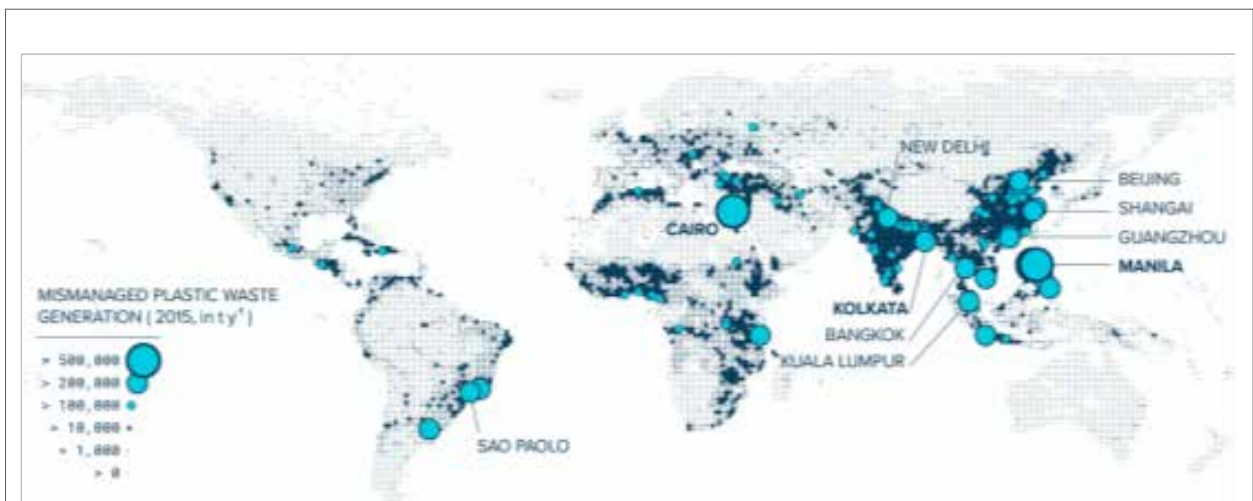 NEW DELHI
BEIJING
SHANGAI
GUANGZHOU
MANILA
CAIRO
KOLKATA
BANGKOK
KUALA LUMPUR
SAO PAOLO
MISMANAGED PLASTIC WASTE
GENERATION ( 2015, in t y⁻¹ )
> 500,000
> 200,000
> 100,000
> 10,000
> 1,000
> 0